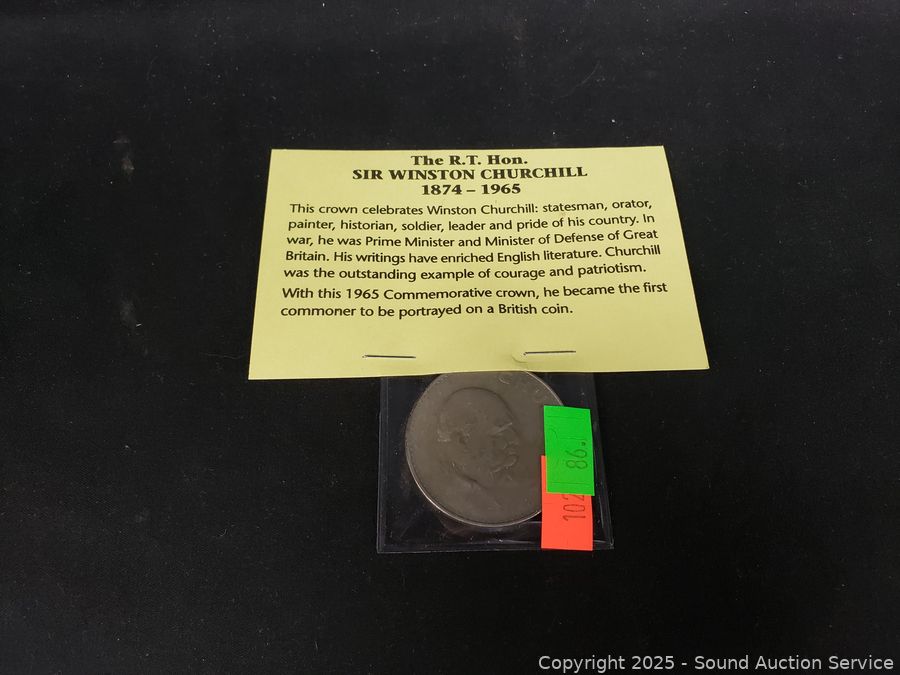 The R.T. Hon.
SIR WINSTON CHURCHILL
1874 – 1965
This crown celebrates Winston Churchill: statesman, orator,
painter, historian, soldier, leader and pride of his country. In
war, he was Prime Minister and Minister of Defense of Great
Britain. His writings have enriched English literature. Churchill
was the outstanding example of courage and patriotism.
With this 1965 Commemorative crown, he became the first
commoner to be portrayed on a British coin.
86.
102
Copyright © 2025 - Sound Auction Service